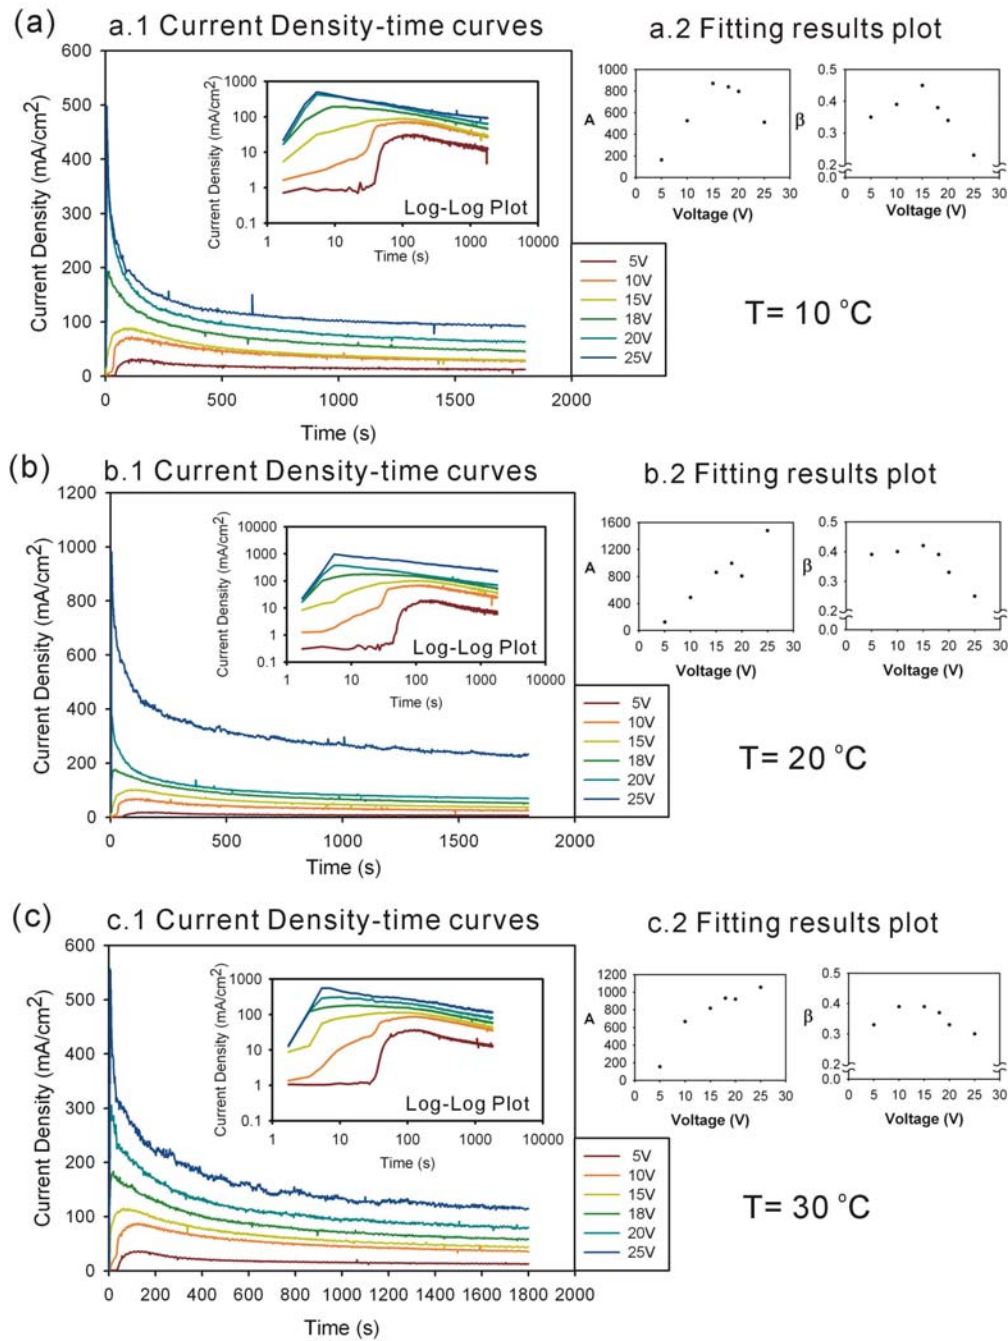 (a)
a.1 Current Density-time curves
a.2 Fitting results plot
600
500
400
300
200
100
0
Current Density (mA/cm²)
0 500 1000 1500 2000
Time (s)
1000
100
10
1
0.1
Current Density (mA/cm²)
1 10 100 1000 10000
Time (s)
Log-Log Plot
5V
10V
15V
18V
20V
25V
1000
800
600
400
200
0
A
0 5 10 15 20 25 30
Voltage (V)
0.5
0.4
0.3
0.2
0.0
β
0 5 10 15 20 25 30
Voltage (V)
T= 10 °C
(b)
b.1 Current Density-time curves
b.2 Fitting results plot
1200
1000
800
600
400
200
0
Current Density (mA/cm²)
0 500 1000 1500 2000
Time (s)
10000
1000
100
10
1
0.1
Current Density (mA/cm²)
1 10 100 1000 10000
Time (s)
Log-Log Plot
5V
10V
15V
18V
20V
25V
1600
1200
800
400
0
A
0 5 10 15 20 25 30
Voltage (V)
0.5
0.4
0.3
0.2
0.0
β
0 5 10 15 20 25 30
Voltage (V)
T= 20 °C
(c)
c.1 Current Density-time curves
c.2 Fitting results plot
600
500
400
300
200
100
0
Current Density (mA/cm²)
0 200 400 600 800 1000 1200 1400 1600 1800 2000
Time (s)
1000
100
10
1
0.1
Current Density (mA/cm²)
1 10 100 1000 10000
Time (s)
Log-Log Plot
5V
10V
15V
18V
20V
25V
1200
1000
800
600
400
200
0
A
0 5 10 15 20 25 30
Voltage (V)
0.5
0.4
0.3
0.2
0.0
β
0 5 10 15 20 25 30
Voltage (V)
T= 30 °C